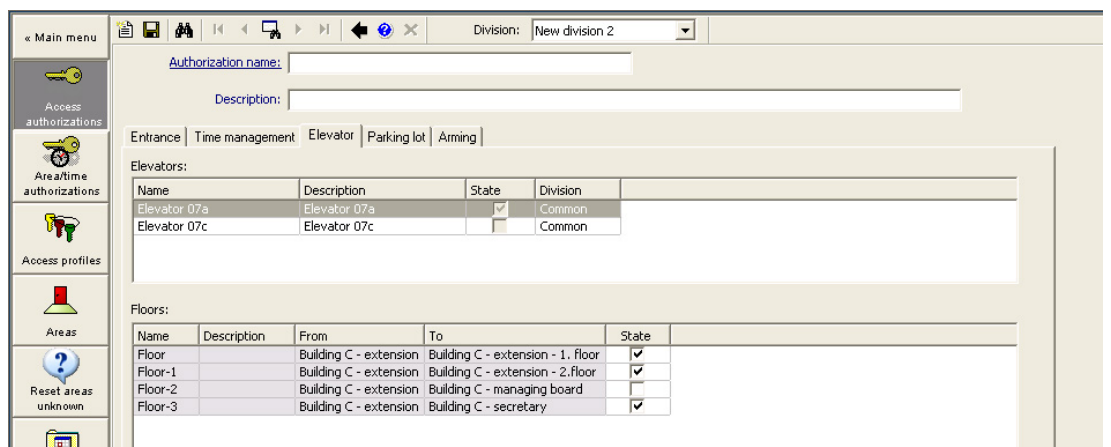 « Main menu
Division: New division 2
Authorization name:
Description:
Access
authorizations
Area/time
authorizations
Access profiles
Areas
Reset areas
unknown
Entrance Time management Elevator Parking lot Arming
Elevators:
Name Description State Division
Elevator 07a Elevator 07a Common
Elevator 07c Elevator 07c Common
Floors:
Name Description From To State
Floor Building C - extension Building C - extension - 1. floor
Floor-1 Building C - extension Building C - extension - 2.floor
Floor-2 Building C - extension Building C - managing board
Floor-3 Building C - extension Building C - secretary